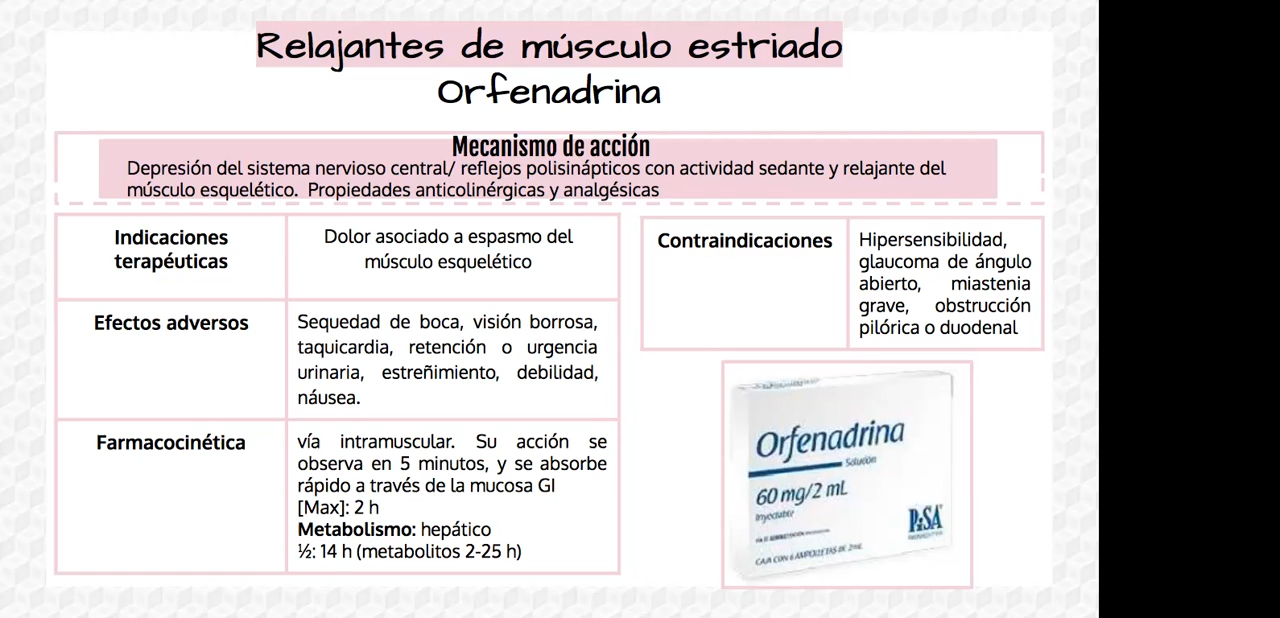 Relajantes de músculo estriado
Orfenadrina
Mecanismo de acción
Depresión del sistema nervioso central/ reflejos polisinápticos con actividad sedante y relajante del
músculo esquelético. Propiedades anticolinérgicas y analgésicas
Indicaciones
terapéuticas
Dolor asociado a espasmo del
músculo esquelético
Efectos adversos
Sequedad de boca, visión borrosa,
taquicardia, retención o urgencia
urinaria, estreñimiento, debilidad,
náusea.
Farmacocinética
vía intramuscular. Su acción se
observa en 5 minutos, y se absorbe
rápido a través de la mucosa GI
[Max]: 2 h
Metabolismo: hepático
½: 14 h (metabolitos 2-25 h)
Contraindicaciones
Hipersensibilidad,
glaucoma de ángulo
abierto, miastenia
grave, obstrucción
pilórica o duodenal
Orfenadrina
Solución
60 mg/2 mL
Inyectable
PiSA
CAJA CON 6 AMPOLLETAS DE 2mL